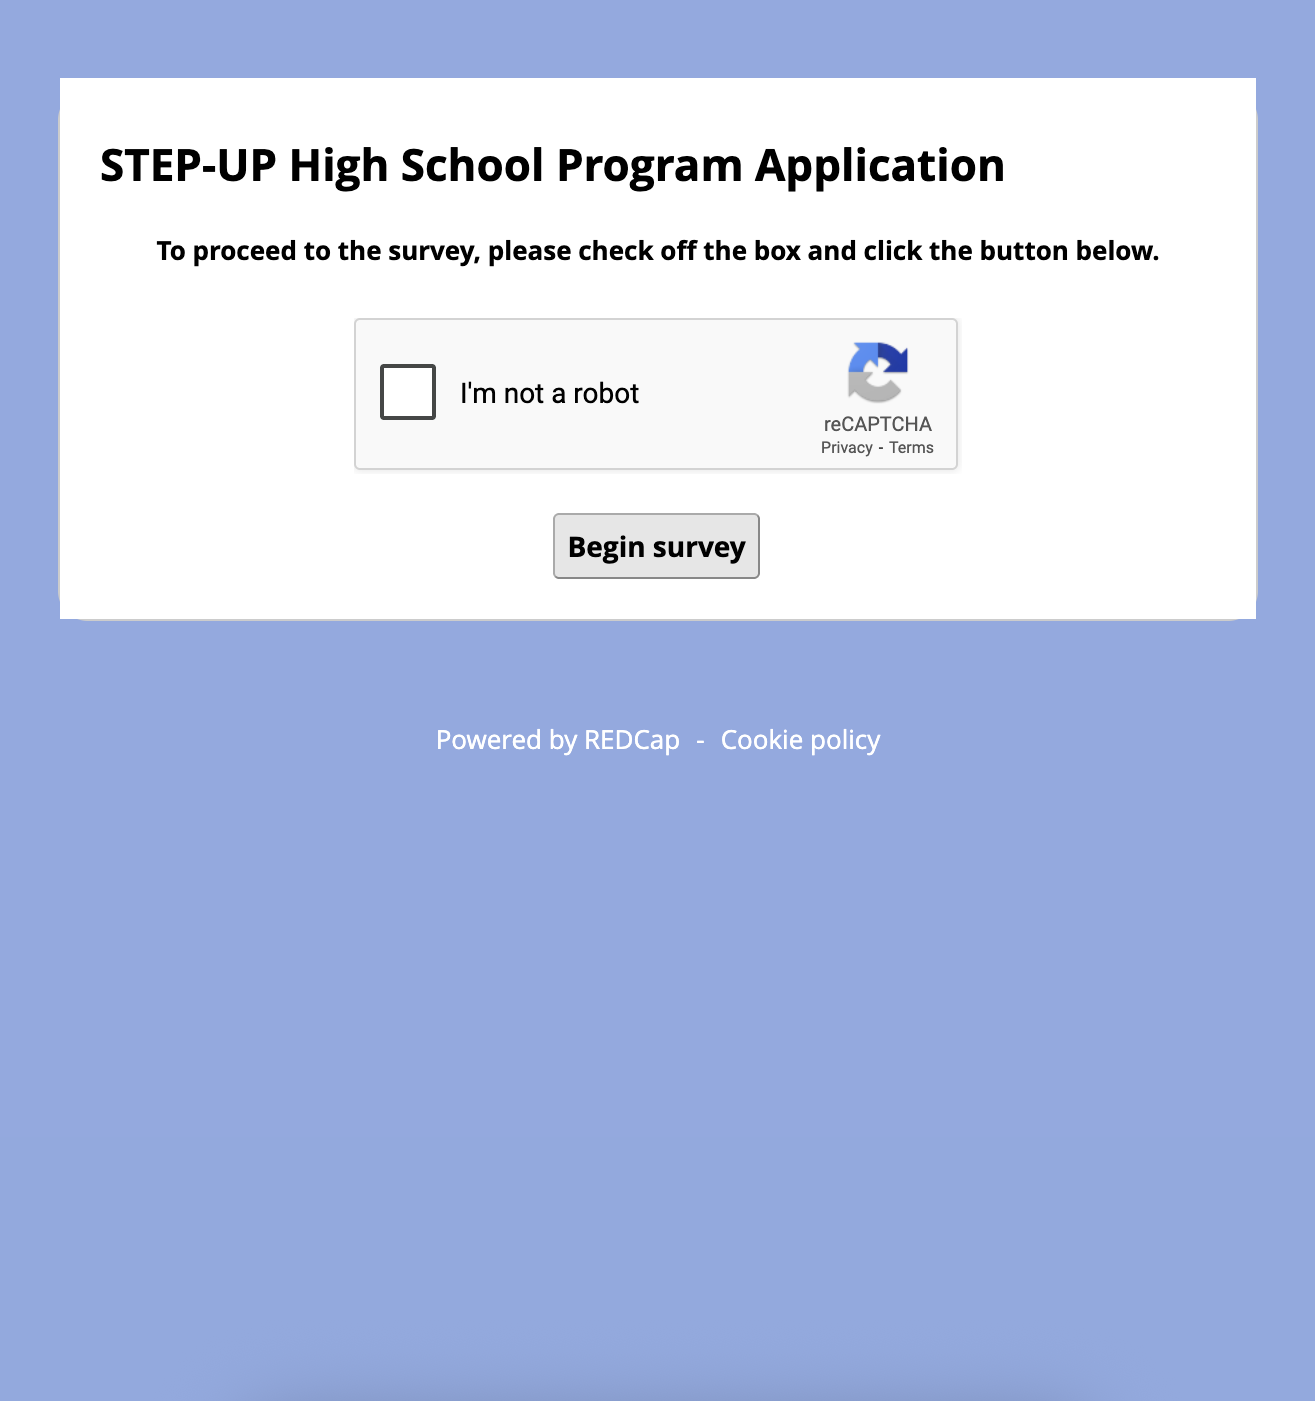 STEP-UP High School Program Application
To proceed to the survey, please check off the box and click the button below.
I'm not a robot
reCAPTCHA
Privacy - Terms
Begin survey
Powered by REDCap - Cookie policy